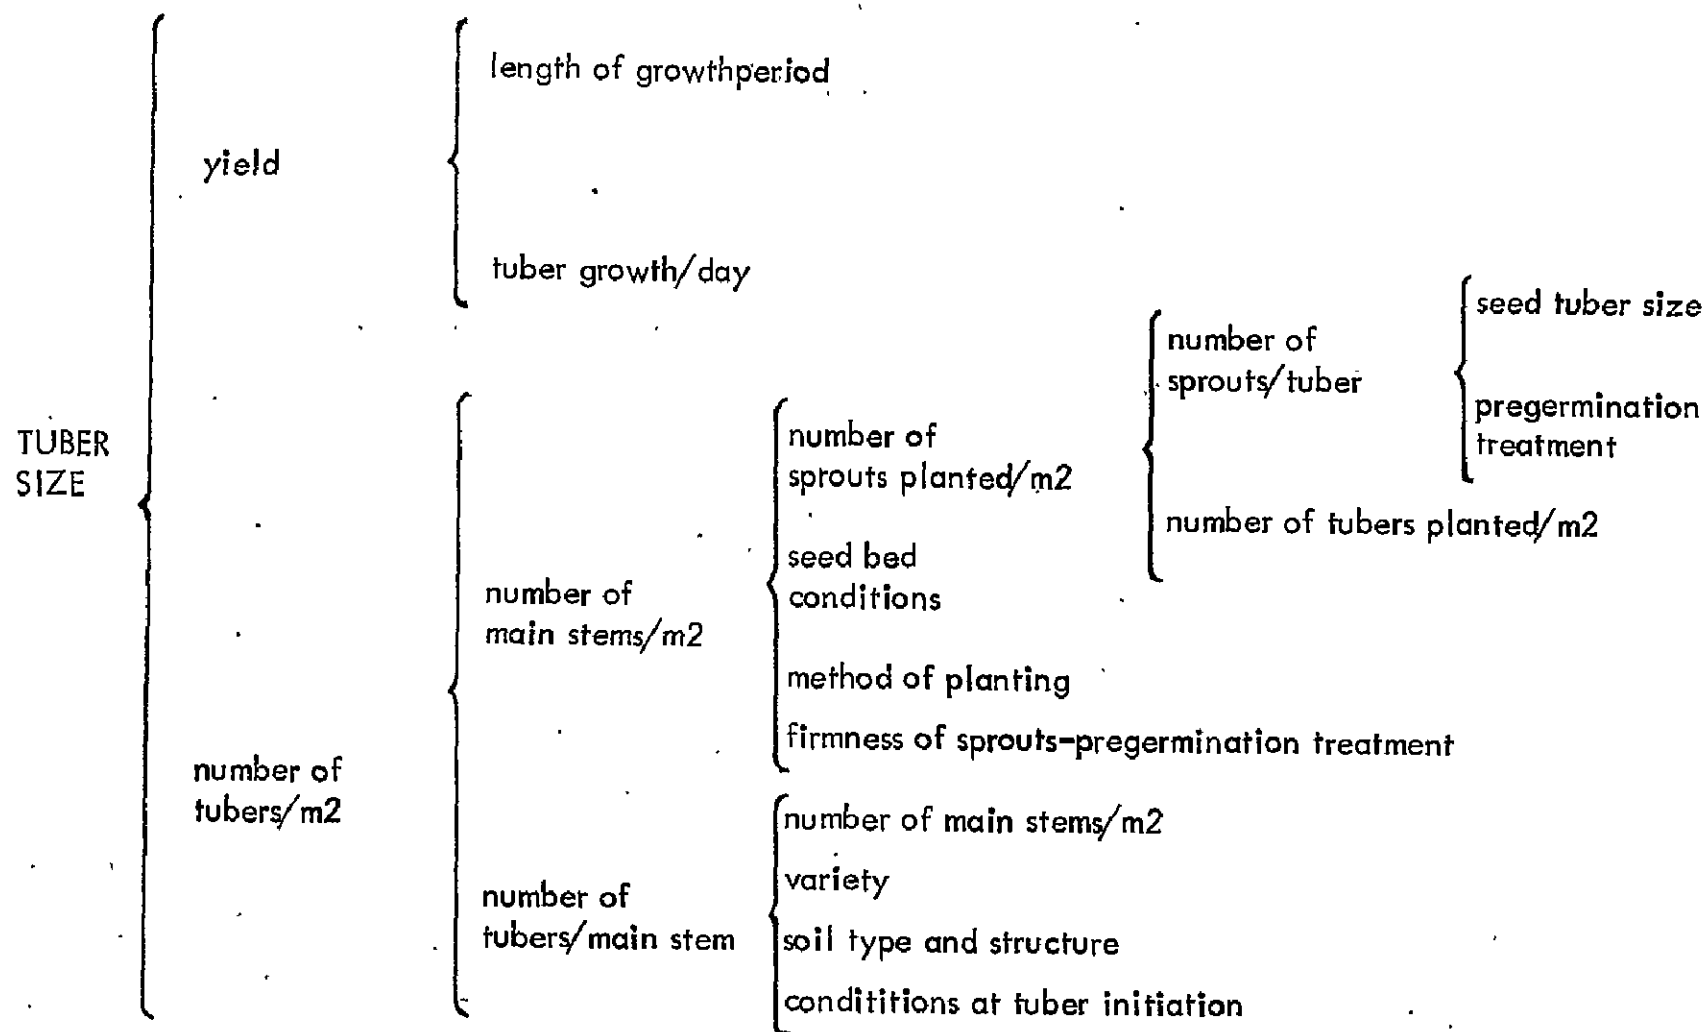 length of growthperiod
yield
tuber growth/day
TUBER
SIZE
number of
tubers/m2
number of
main stems/m2
number of
tubers/main stem
number of
sprouts planted/m2
seed bed
conditions
method of planting
firmness of sprouts-pregermination treatment
number of
sprouts/tuber
number of tubers planted/m2
seed tuber size
pregermination
treatment
number of main stems/m2
variety
soil type and structure
condititions at tuber initiation